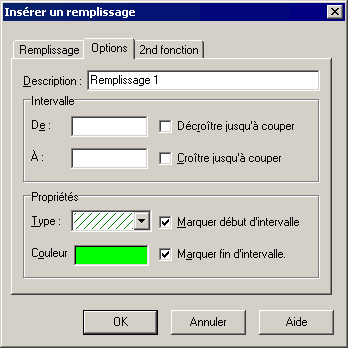 Insérer un remplissage
Remplissage Options 2nd fonction
Description : Remplissage 1
Intervalle
De : Décroître jusqu'à couper
À : Croître jusqu'à couper
Propriétés
Type : Marquer début d'intervalle
Couleur Marquer fin d'intervalle.
OK Annuler Aide